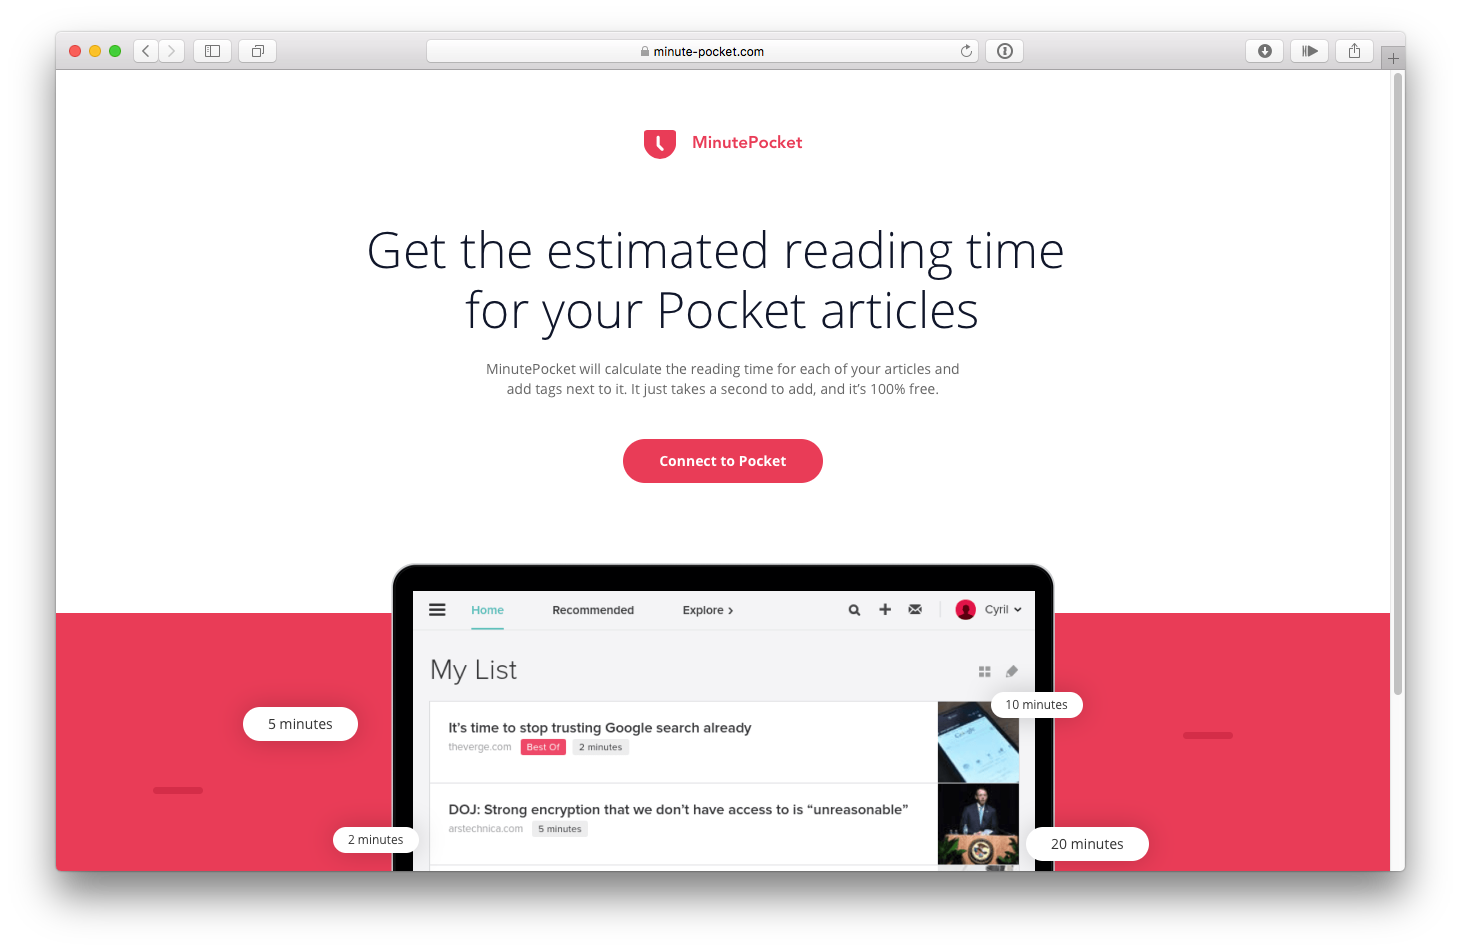 minute-pocket.com
MinutePocket
Get the estimated reading time
for your Pocket articles
MinutePocket will calculate the reading time for each of your articles and
add tags next to it. It just takes a second to add, and it’s 100% free.
Connect to Pocket
Home Recommended Explore Cyril
My List
10 minutes
5 minutes
It’s time to stop trusting Google search already
theverge.com Best Of 2 minutes
DOJ: Strong encryption that we don’t have access to is “unreasonable”
arstechnica.com 5 minutes
2 minutes
20 minutes